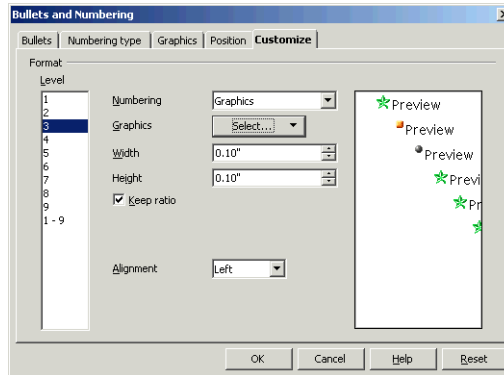 Bullets and Numbering
Bullets Numbering type Graphics Position Customize
Format
Level
1
2
3
4
5
6
7
8
9
1 - 9
Numbering Graphics
Graphics Select...
Width 0.10"
Height 0.10"
Keep ratio
Alignment Left
Preview
Preview
Preview
Previ
Pr
OK Cancel Help Reset